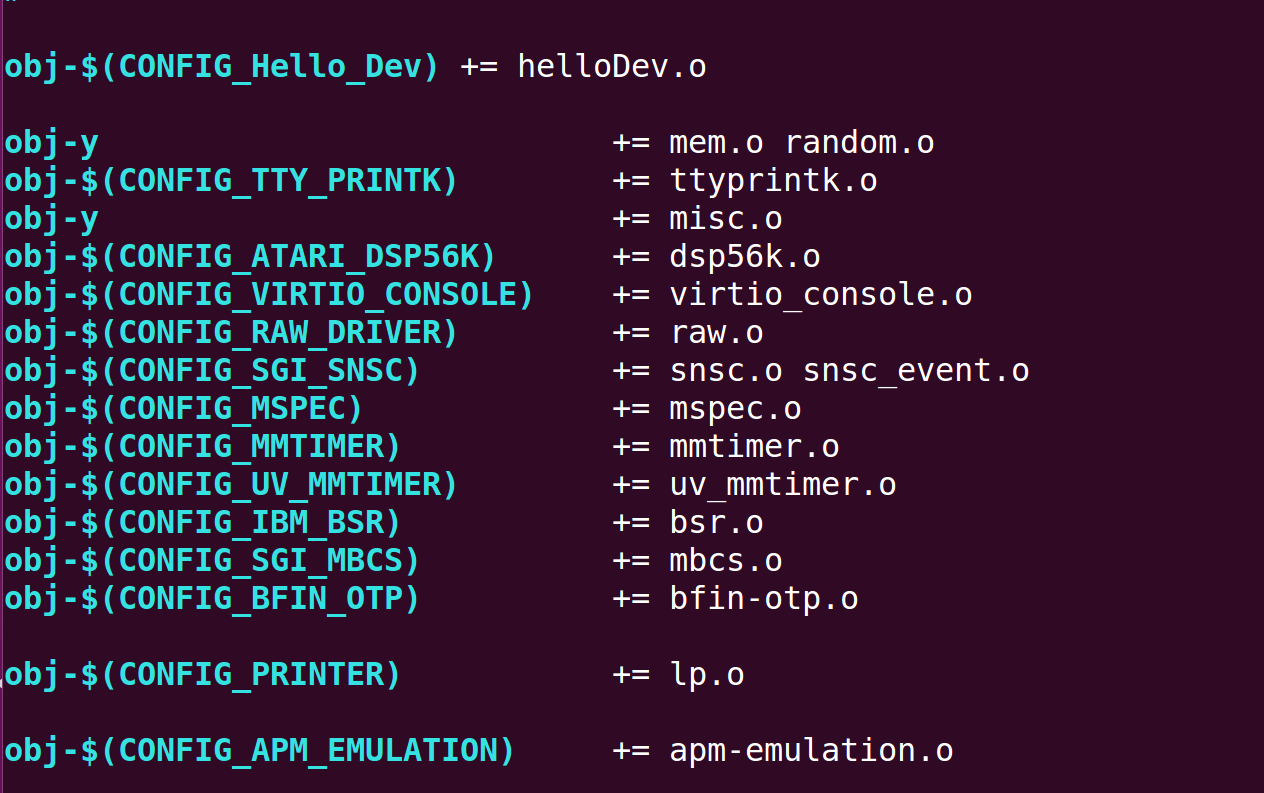 obj-$(CONFIG_Hello_Dev) += helloDev.o
obj-y += mem.o random.o
obj-$(CONFIG_TTY_PRINTK) += ttyprintk.o
obj-y += misc.o
obj-$(CONFIG_ATARI_DSP56K) += dsp56k.o
obj-$(CONFIG_VIRTIO_CONSOLE) += virtio_console.o
obj-$(CONFIG_RAW_DRIVER) += raw.o
obj-$(CONFIG_SGI_SNSC) += snsc.o snsc_event.o
obj-$(CONFIG_MSPEC) += mspec.o
obj-$(CONFIG_MMTIMER) += mmtimer.o
obj-$(CONFIG_UV_MMTIMER) += uv_mmtimer.o
obj-$(CONFIG_IBM_BSR) += bsr.o
obj-$(CONFIG_SGI_MBCS) += mbcs.o
obj-$(CONFIG_BFIN_OTP) += bfin-otp.o
obj-$(CONFIG_PRINTER) += lp.o
obj-$(CONFIG_APM_EMULATION) += apm-emulation.o